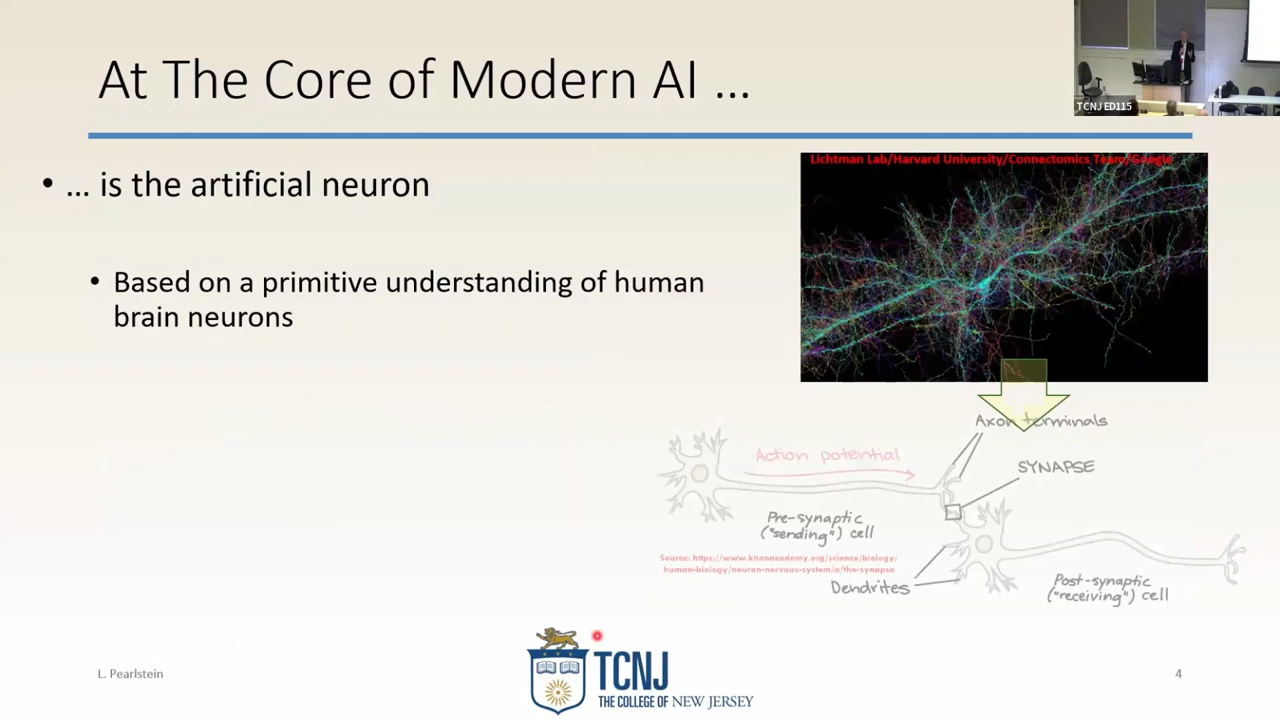 At The Core of Modern AI …
TCNJ ED115
• … is the artificial neuron
• Based on a primitive understanding of human
brain neurons
Lichtman Lab/Harvard University/Connectomics Team/Google
Axon terminals
Action potential
SYNAPSE
Pre-synaptic
("sending") cell
Source: https://www.khanacademy.org/science/biology/
human-biology/neuron-nervous-system/a/the-synapse
Dendrites
Post-synaptic
("receiving") cell
L. Pearlstein
TCNJ
THE COLLEGE OF NEW JERSEY
4